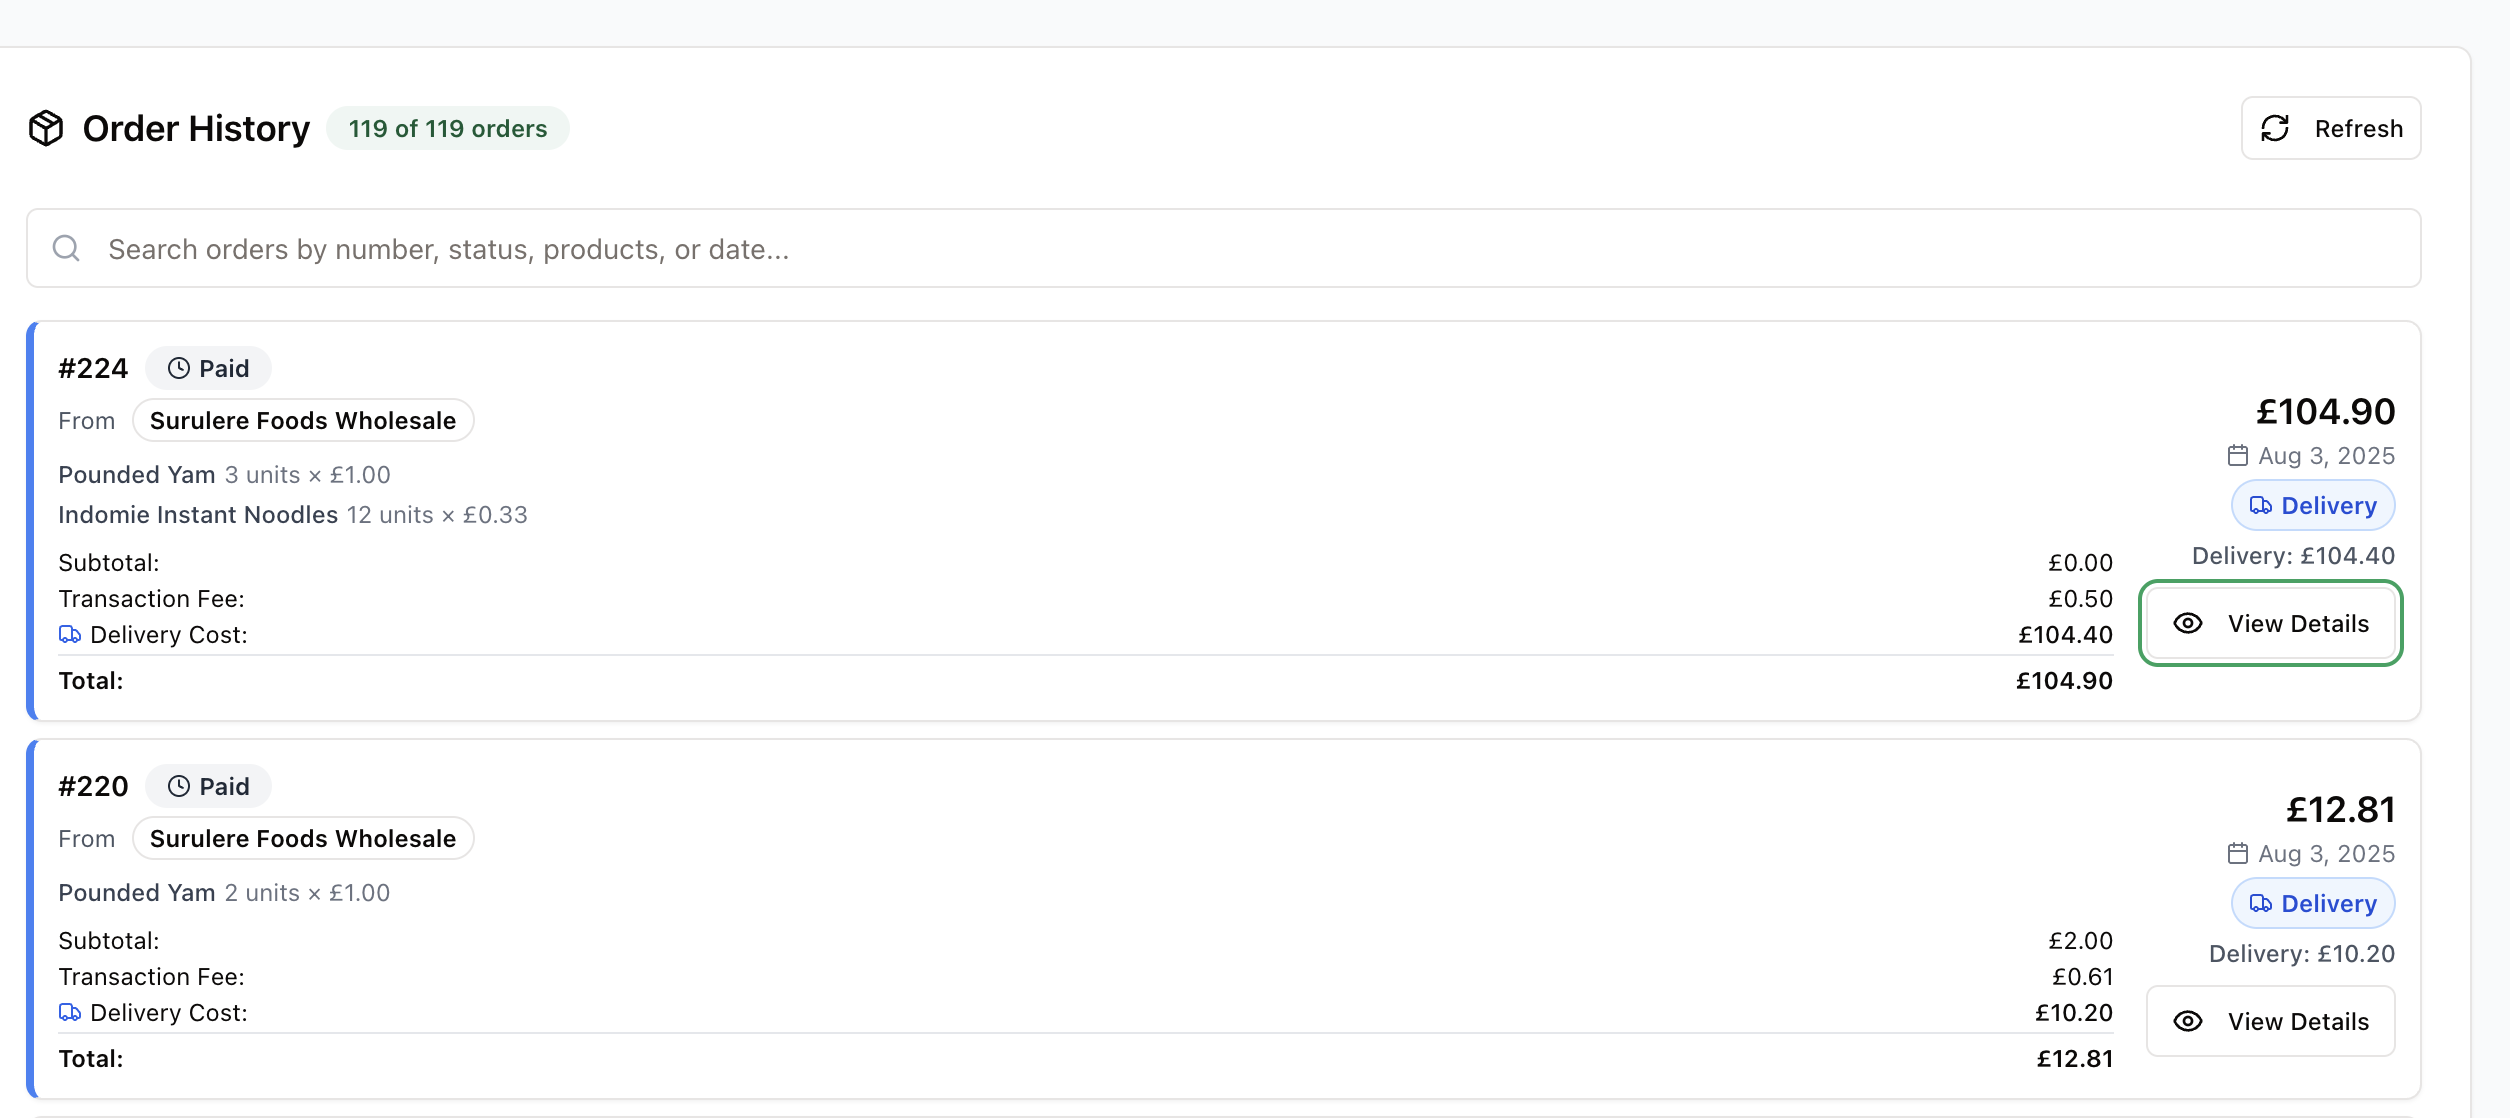 Order History 119 of 119 orders Refresh
Search orders by number, status, products, or date...
#224 Paid
From Surulere Foods Wholesale
Pounded Yam 3 units × £1.00
Indomie Instant Noodles 12 units × £0.33
Subtotal: £0.00
Transaction Fee: £0.50
Delivery Cost: £104.40
Total: £104.90
£104.90
Aug 3, 2025
Delivery
Delivery: £104.40
View Details
#220 Paid
From Surulere Foods Wholesale
Pounded Yam 2 units × £1.00
Subtotal: £2.00
Transaction Fee: £0.61
Delivery Cost: £10.20
Total: £12.81
£12.81
Aug 3, 2025
Delivery
Delivery: £10.20
View Details